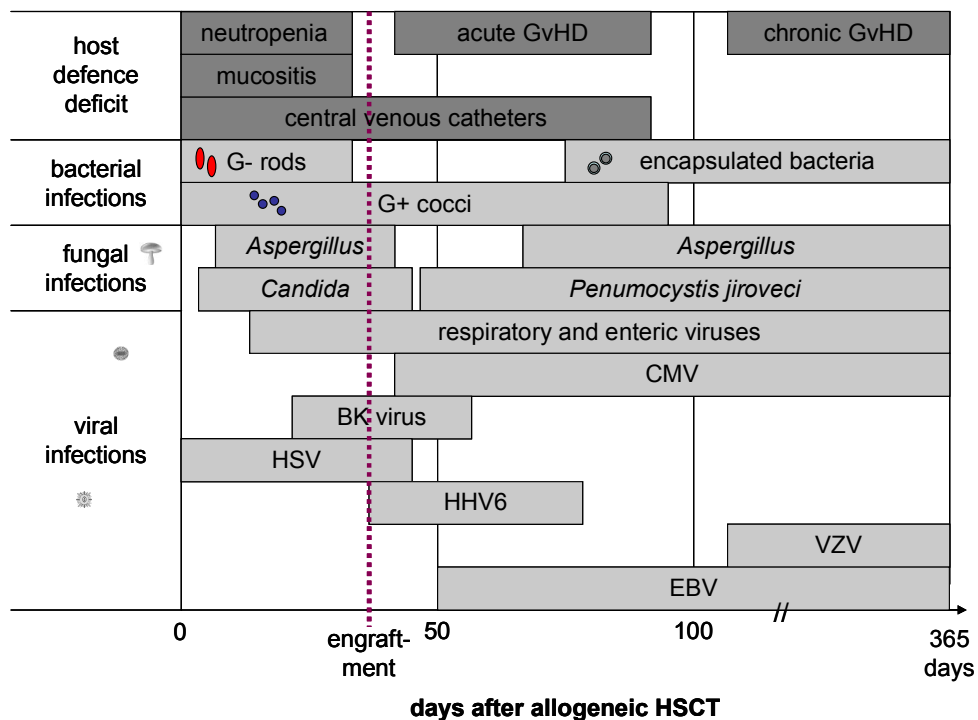 host
defence
deficit
neutropenia
acute GvHD
chronic GvHD
mucositis
central venous catheters
bacterial
infections
G- rods
encapsulated bacteria
G+ cocci
fungal
infections
Aspergillus
Aspergillus
Candida
Penumocystis jiroveci
viral
infections
respiratory and enteric viruses
CMV
BK virus
HSV
HHV6
VZV
EBV
0
engraft-
ment
50
100
//
365
days
days after allogeneic HSCT